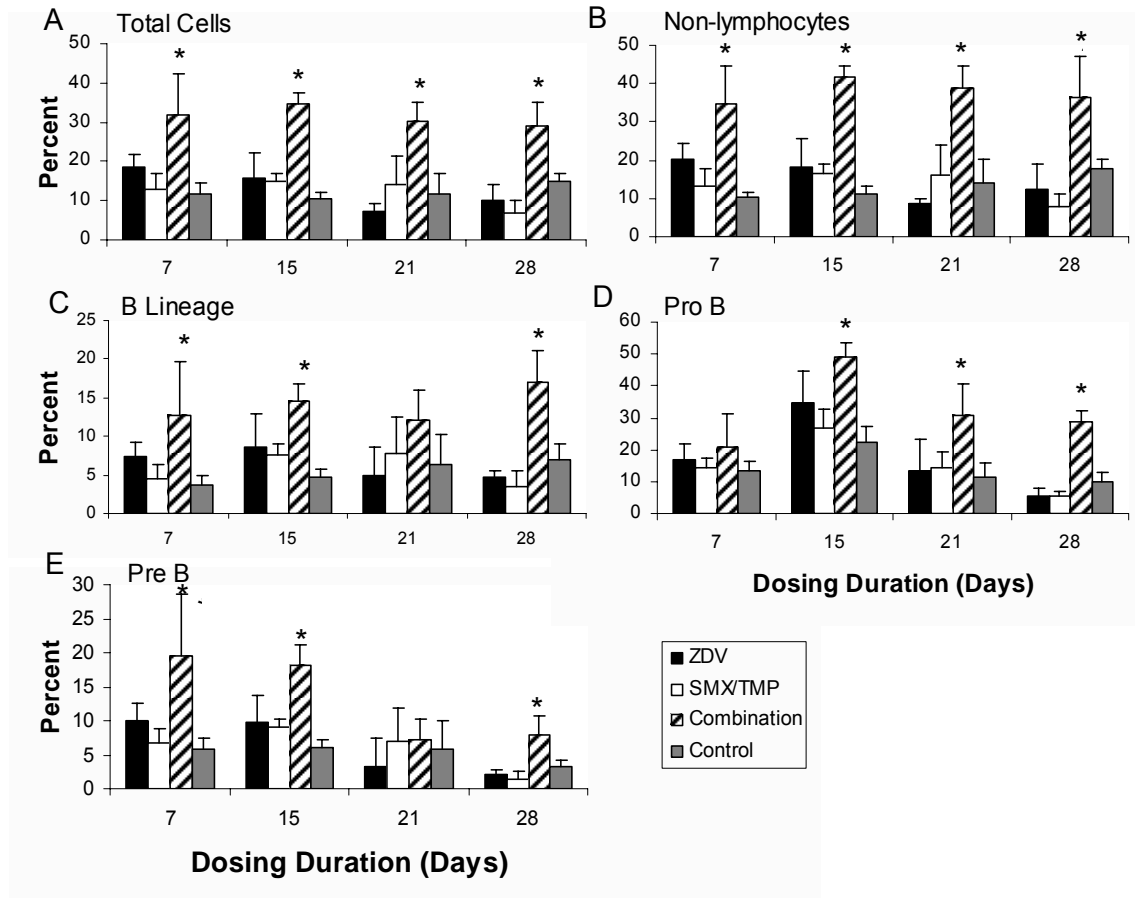 A Total Cells
50
40
30
20
10
0
Percent
* * * *
7 15 21 28
B Non-lymphocytes
50
40
30
20
10
0
* * * *
7 15 21 28
C B Lineage
25
20
15
10
5
0
Percent
* * *
7 15 21 28
D Pro B
60
50
40
30
20
10
0
* * *
7 15 21 28
Dosing Duration (Days)
E Pre B
30
25
20
15
10
5
0
Percent
* * *
7 15 21 28
Dosing Duration (Days)
ZDV
SMX/TMP
Combination
Control